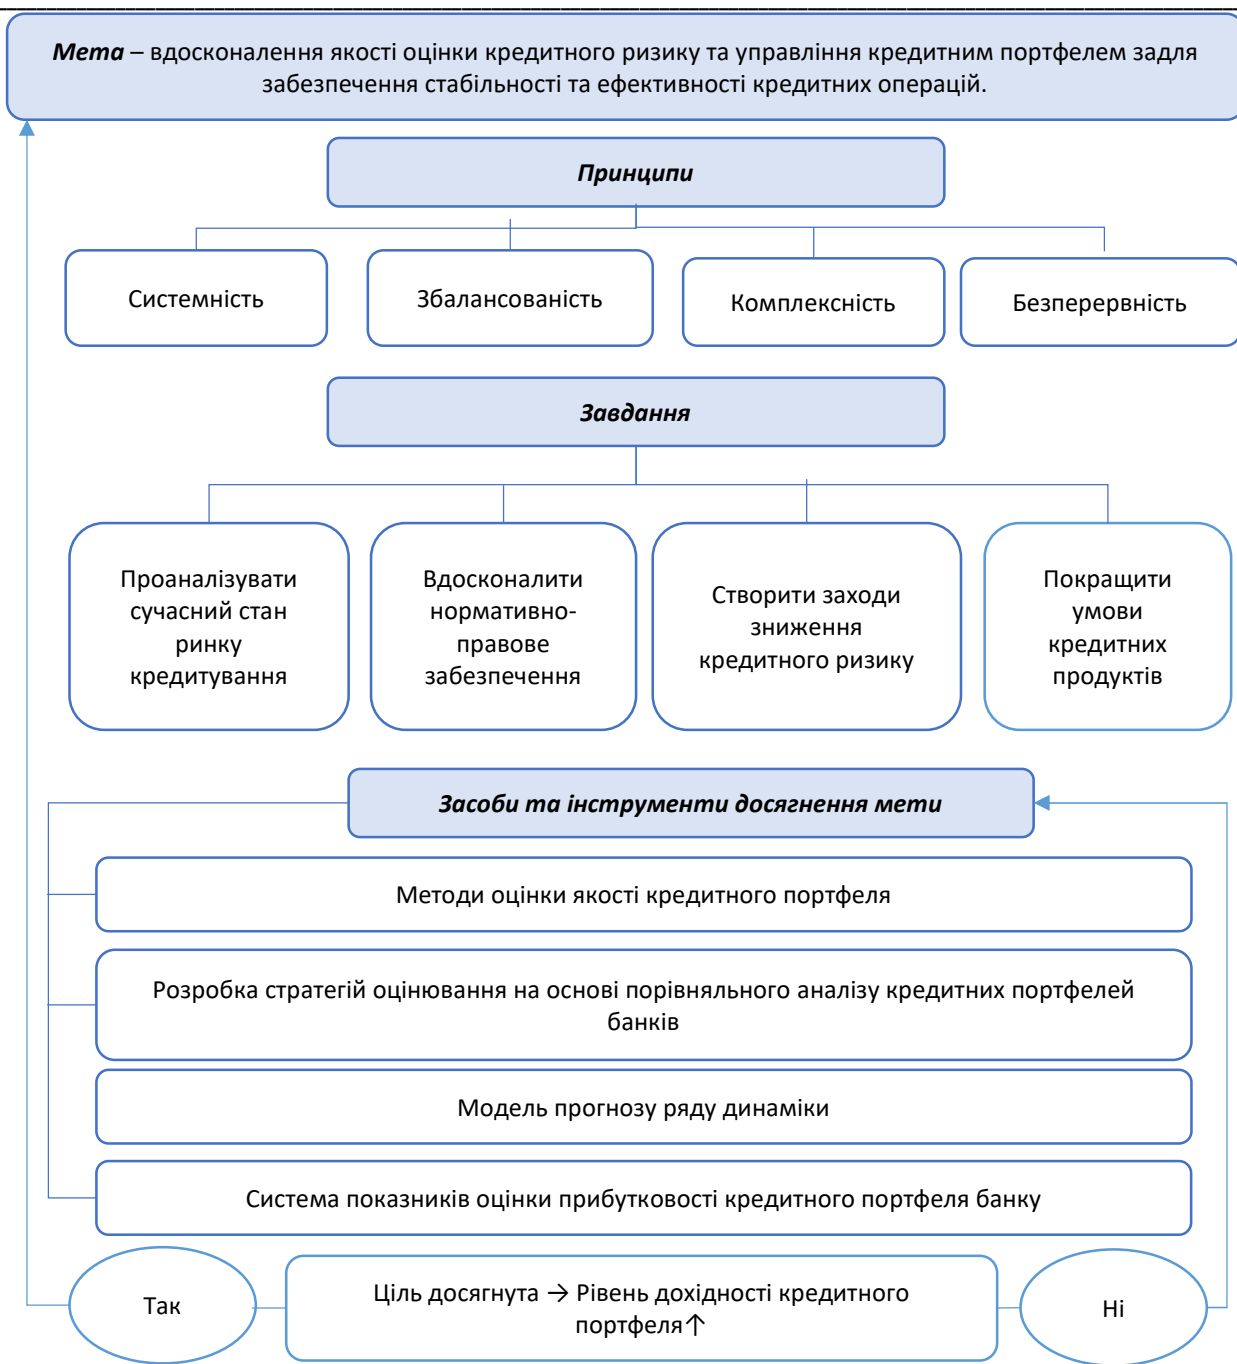 Мета – вдосконалення якості оцінки кредитного ризику та управління кредитним портфелем задля
забезпечення стабільності та ефективності кредитних операцій.
Принципи
Системність
Збалансованість
Комплексність
Безперервність
Завдання
Проаналізувати
сучасний стан
ринку
кредитування
Вдосконалити
нормативно-
правове
забезпечення
Створити заходи
зниження
кредитного ризику
Покращити
умови
кредитних
продуктів
Засоби та інструменти досягнення мети
Методи оцінки якості кредитного портфеля
Розробка стратегій оцінювання на основі порівняльного аналізу кредитних портфелей
банків
Модель прогнозу ряду динаміки
Система показників оцінки прибутковості кредитного портфеля банку
Так
Ціль досягнута → Рівень дохідності кредитного
портфеля↑
Ні